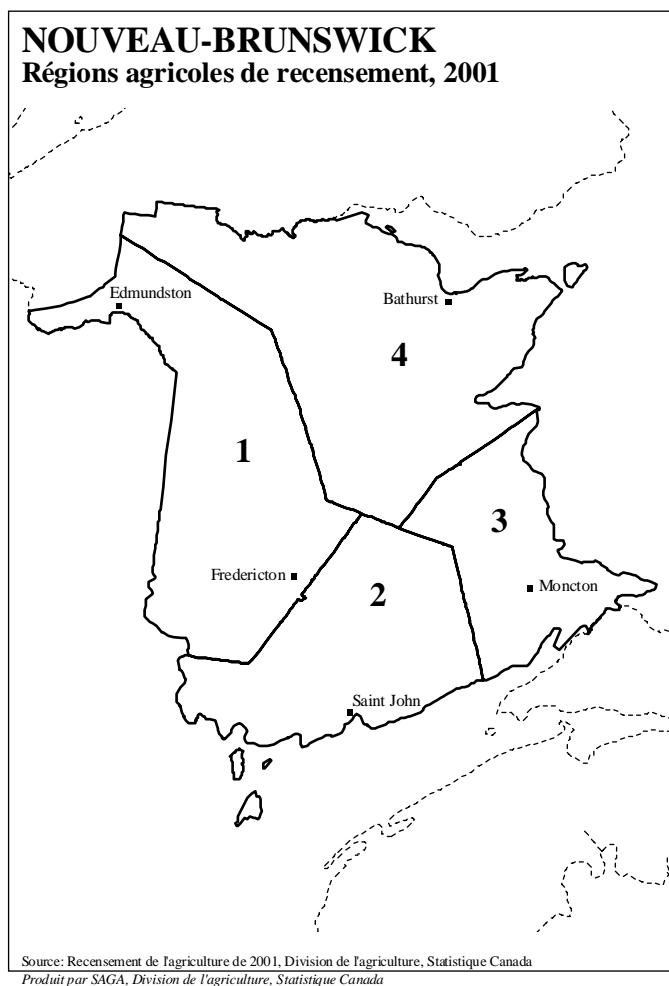 NOUVEAU-BRUNSWICK
Régions agricoles de recensement, 2001
Edmundston
Bathurst
4
1
3
Fredericton
Moncton
2
Saint John
Source: Recensement de l'agriculture de 2001, Division de l'agriculture, Statistique Canada
Produit par SAGA, Division de l'agriculture, Statistique Canada